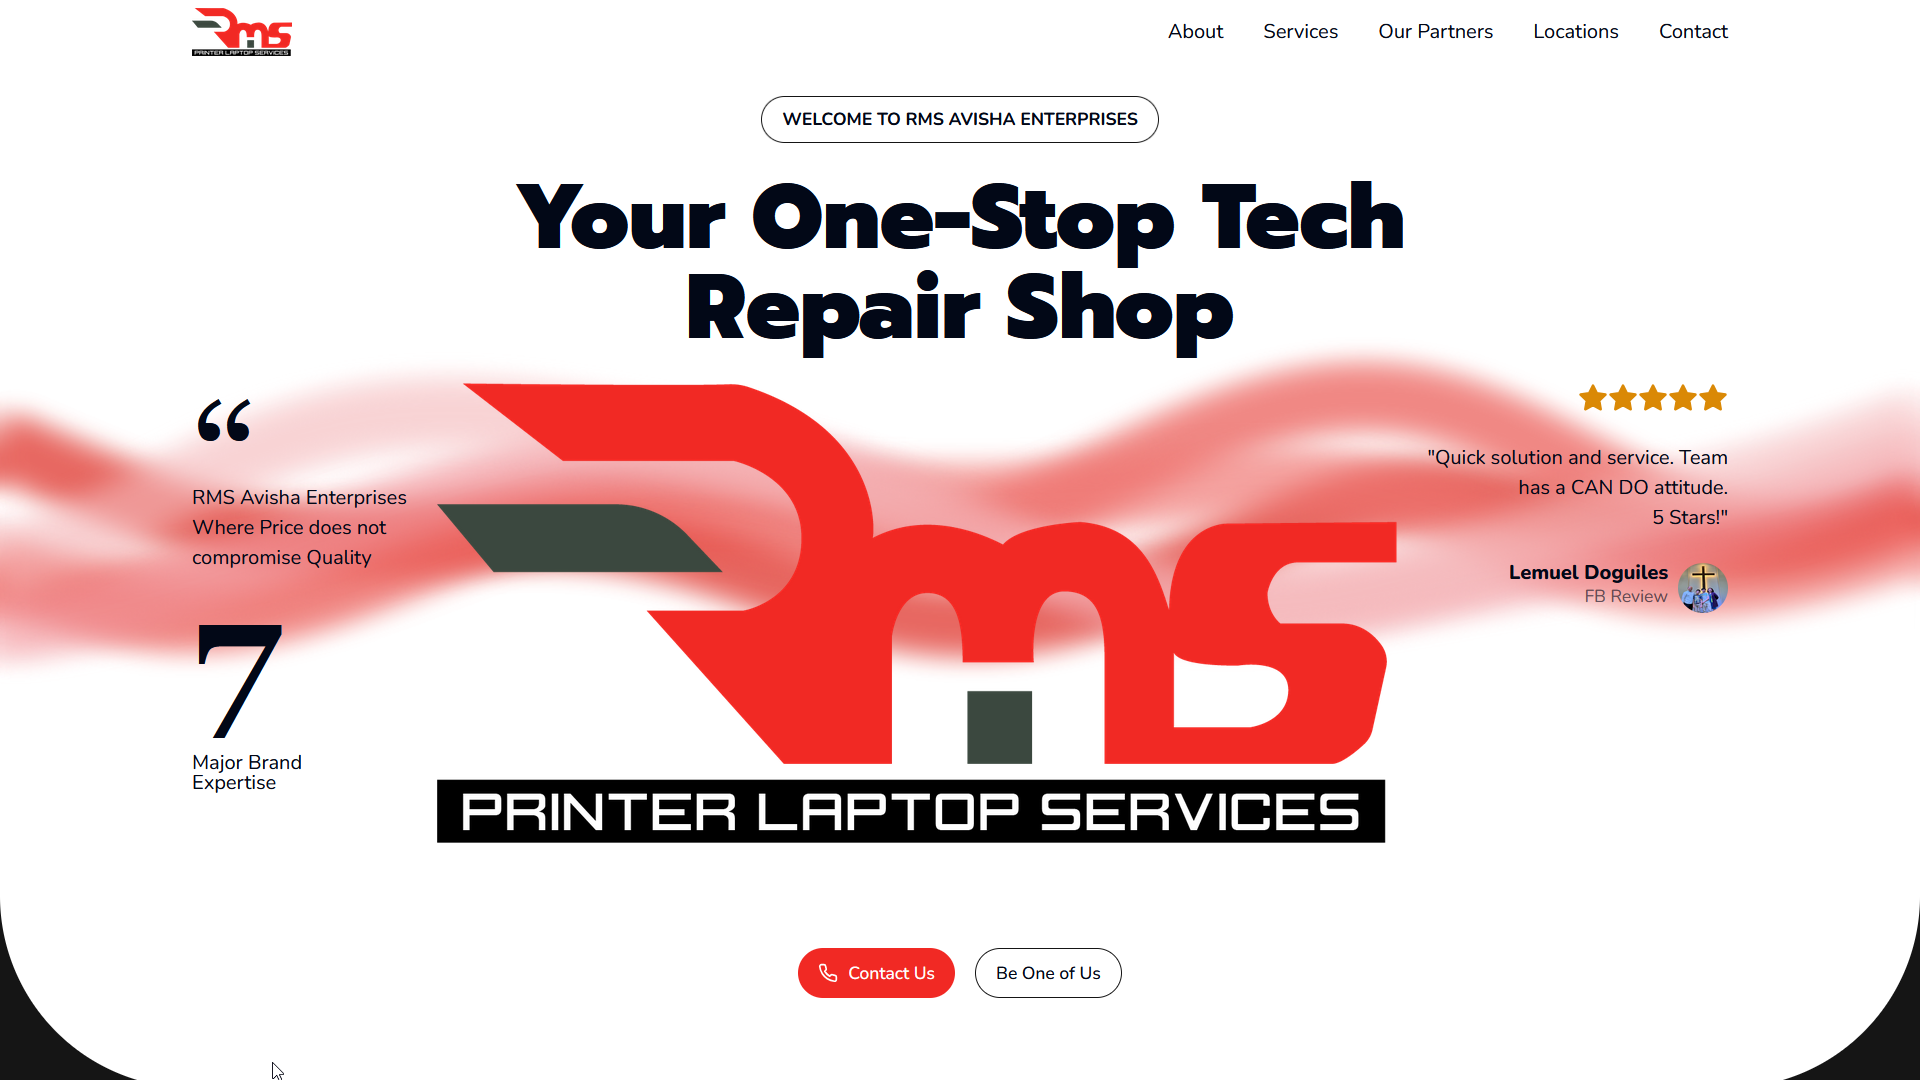 Rms
PRINTER LAPTOP SERVICES
About
Services
Our Partners
Locations
Contact
WELCOME TO RMS AVISHA ENTERPRISES
Your One-Stop Tech
Repair Shop
“
RMS Avisha Enterprises
Where Price does not
compromise Quality
7
Major Brand
Expertise
Rms
PRINTER LAPTOP SERVICES
"Quick solution and service. Team
has a CAN DO attitude.
5 Stars!"
Lemuel Doguiles
FB Review
Contact Us
Be One of Us